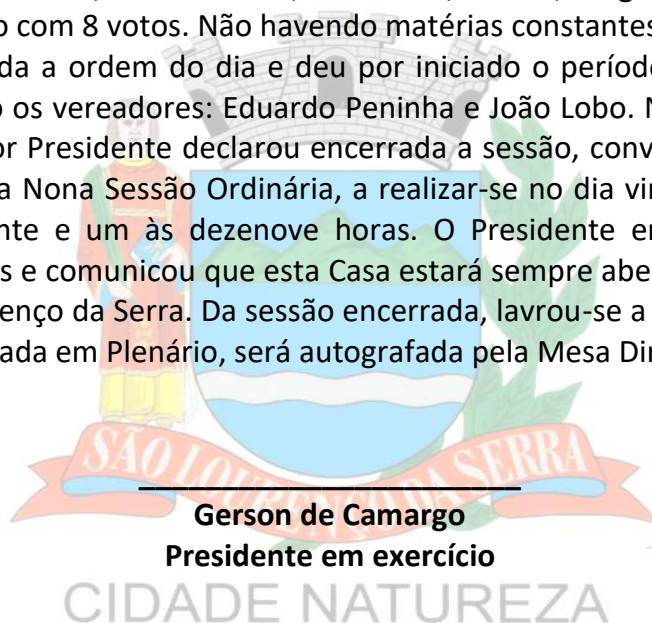 o com 8 votos. Não havendo matérias constantes
da a ordem do dia e deu por iniciado o períod
o os vereadores: Eduardo Peninha e João Lobo. N
or Presidente declarou encerrada a sessão, conv
a Nona Sessão Ordinária, a realizar-se no dia vin
nte e um às dezenove horas. O Presidente en
s e comunicou que esta Casa estará sempre abe
enço da Serra. Da sessão encerrada, lavrou-se a
ada em Plenário, será autografada pela Mesa Dir
SÃO LOURENÇO DA SERRA
Gerson de Camargo
Presidente em exercício
CIDADE NATUREZA